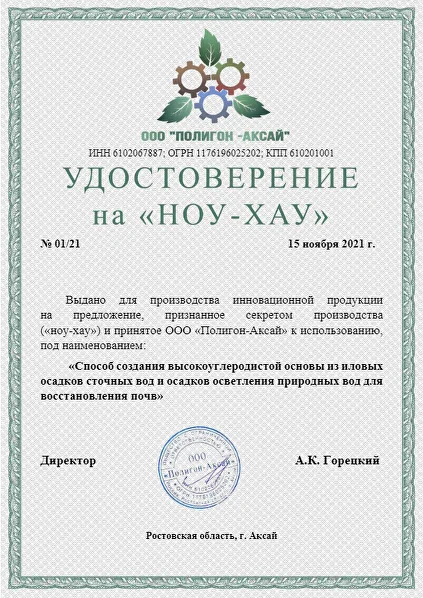 ООО "ПОЛИГОН -АКСАЙ"
ИНН 6102067887; ОГРН 1176196025202; КПП 610201001
УДОСТОВЕРЕНИЕ
на «НОУ-ХАУ»
№ 01/21 15 ноября 2021 г.
Выдано для производства инновационной продукции
на предложение, признанное секретом производства
(«ноу-хау») и принятое ООО «Полигон-Аксай» к использованию,
под наименованием:
«Способ создания высокоуглеродистой основы из иловых
осадков сточных вод и осадков осветления природных вод для
восстановления почв»
Директор А.К. Горецкий
ООО
«Полигон-Аксай»
Ростовская область, г. Аксай